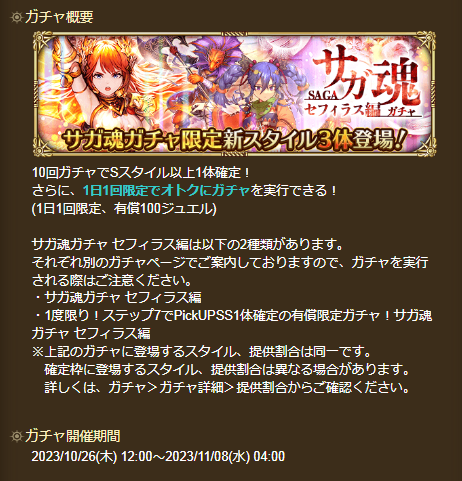 ガチャ概要
サガ魂
SAGA
セフィラス編 ガチャ
サガ魂ガチャ限定新スタイル3体登場!
10回ガチャでSスタイル以上1体確定！
さらに、1日1回限定でオトクにガチャを実行できる！
(1日1回限定、有償100ジュエル)
サガ魂ガチャ セフィラス編は以下の2種類があります。
それぞれ別のガチャページでご案内しておりますので、ガチャを実行
される際はご注意ください。
・サガ魂ガチャ セフィラス編
・1度限り！ステップ7でPickUPSS1体確定の有償限定ガチャ！サガ魂
ガチャ セフィラス編
※上記のガチャに登場するスタイル、提供割合は同一です。
確定枠に登場するスタイル、提供割合は異なる場合があります。
詳しくは、ガチャ＞ガチャ詳細＞提供割合からご確認ください。
ガチャ開催期間
2023/10/26(木) 12:00～2023/11/08(水) 04:00